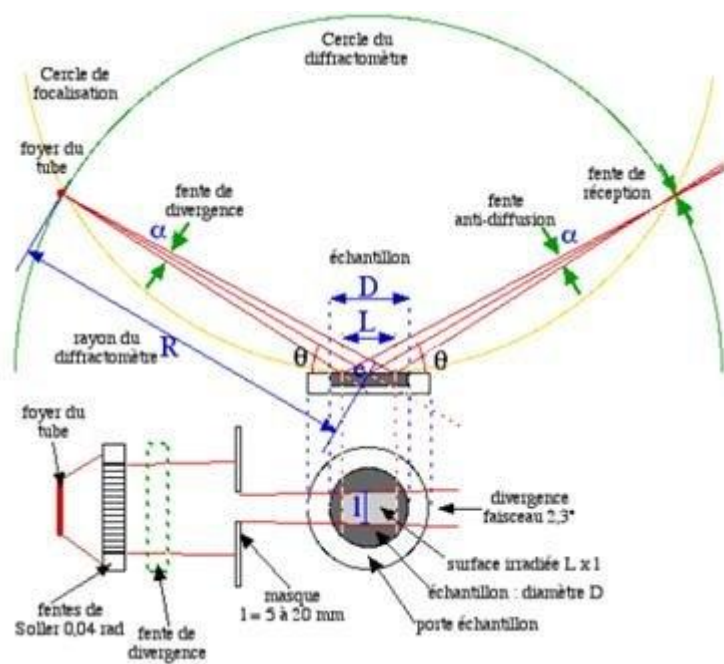 Cercle du
diffractomètre
Cercle de
focalisation
foyer du
tube
fente de
divergence
α
échantillon
D
L
fente
anti-diffusion
α
fente de
réception
rayon du
diffractomètre
R
θ
e
θ
foyer du
tube
l
divergence
faisceau 2,3°
surface irradiée L x l
échantillon : diamètre D
porte échantillon
masque
l = 5 à 20 mm
fentes de
Soller 0,04 rad
fente de
divergence